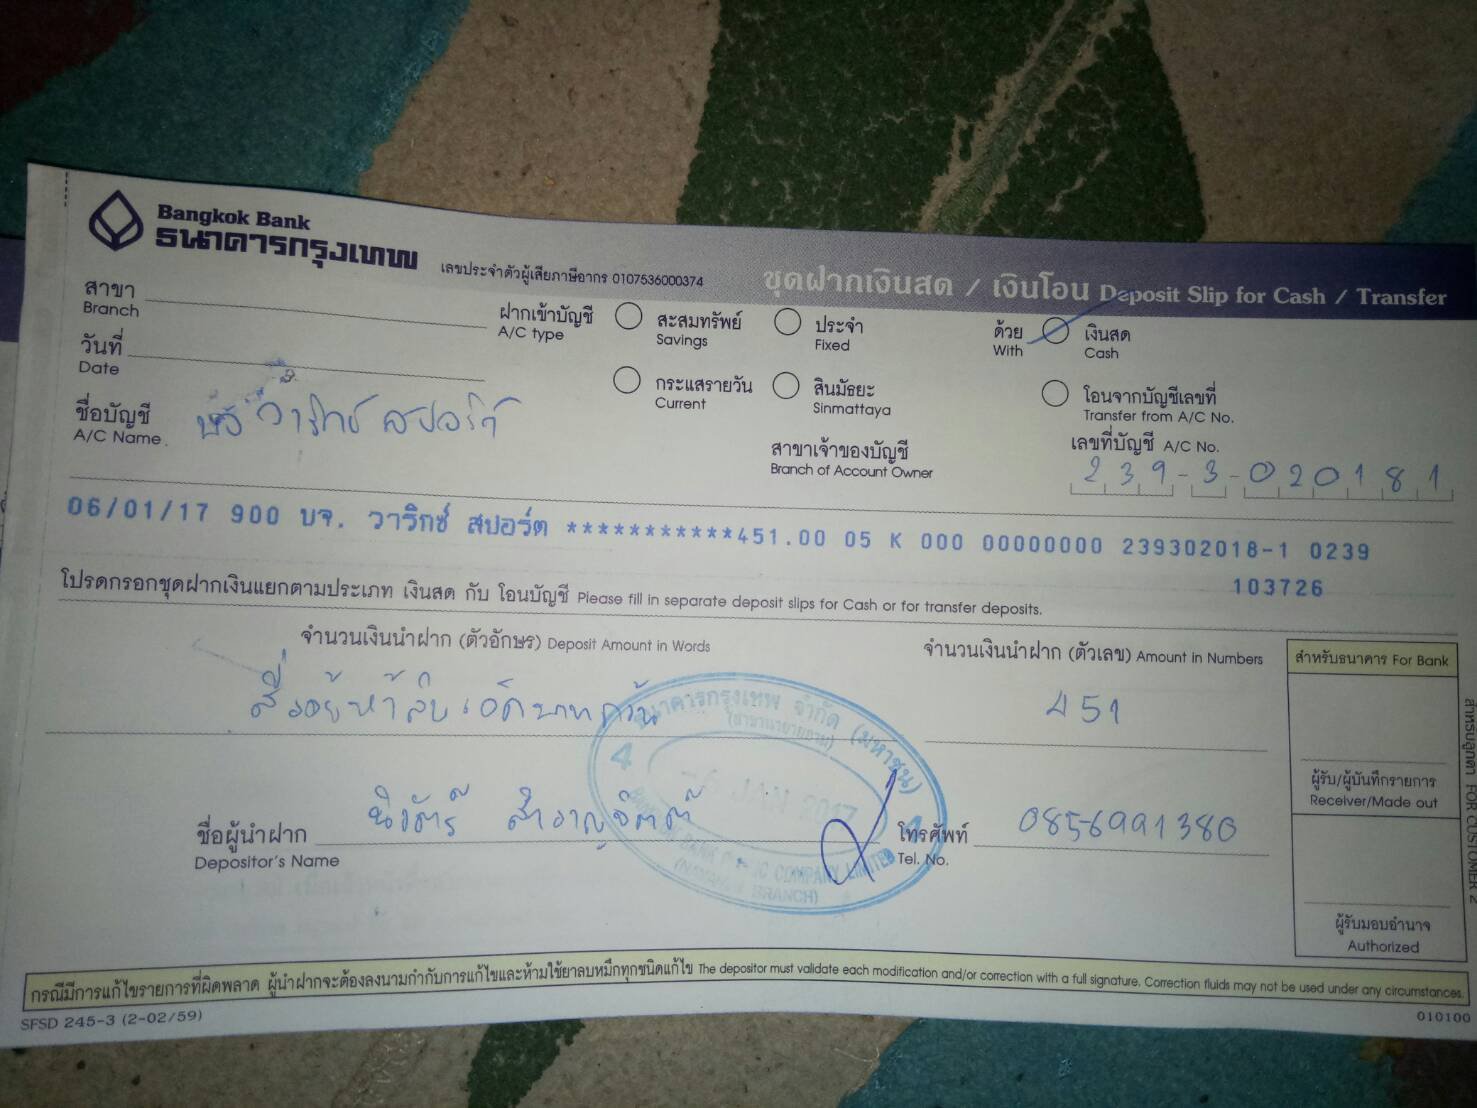 Bangkok Bank
ธนาคารกรุงเทพ
เลขประจำตัวผู้เสียภาษีอากร 0107536000374
ชุดฝากเงินสด / เงินโอน Deposit Slip for Cash / Transfer
สาขา
Branch
ฝากเข้าบัญชี
A/C type
สะสมทรัพย์
Savings
ประจำ
Fixed
ด้วย
With
เงินสด
Cash
วันที่
Date
กระแสรายวัน
Current
สินมัธยะ
Sinmattaya
โอนจากบัญชีเลขที่
Transfer from A/C No.
ชื่อบัญชี
A/C Name
วาริกซ์ สปอร์ต
สาขาเจ้าของบัญชี
Branch of Account Owner
เลขที่บัญชี A/C No.
239-3-020181
06/01/17 900 บจ. วาริกซ์ สปอร์ต ***********451.00 05 K 000 00000000 239302018-1 0239
103726
โปรดกรอกชุดฝากเงินแยกตามประเภท เงินสด กับ โอนบัญชี Please fill in separate deposit slips for Cash or for transfer deposits.
จำนวนเงินนำฝาก (ตัวอักษร) Deposit Amount in Words
จำนวนเงินนำฝาก (ตัวเลข) Amount in Numbers
สำหรับธนาคาร For Bank
สี่ร้อยห้าสิบเอ็ดบาทถ้วน
451
ธนาคารกรุงเทพ จำกัด (มหาชน)
4
JAN 2017
COMPANY LIMITED
BRANCH)
ผู้รับ/ผู้บันทึกรายการ
Receiver/Made out
ชื่อผู้นำฝาก
Depositor's Name
โทรศัพท์
Tel. No.
0856991380
ผู้รับมอบอำนาจ
Authorized
สำหรับลูกค้า FOR CUSTOMER 2
กรณีมีการแก้ไขรายการที่ผิดพลาด ผู้นำฝากจะต้องลงนามกำกับการแก้ไขและห้ามใช้ยาลบหมึกทุกชนิดแก้ไข The depositor must validate each modification and/or correction with a full signature. Correction fluids may not be used under any circumstances.
SFSD 245-3 (2-02/59)
010100